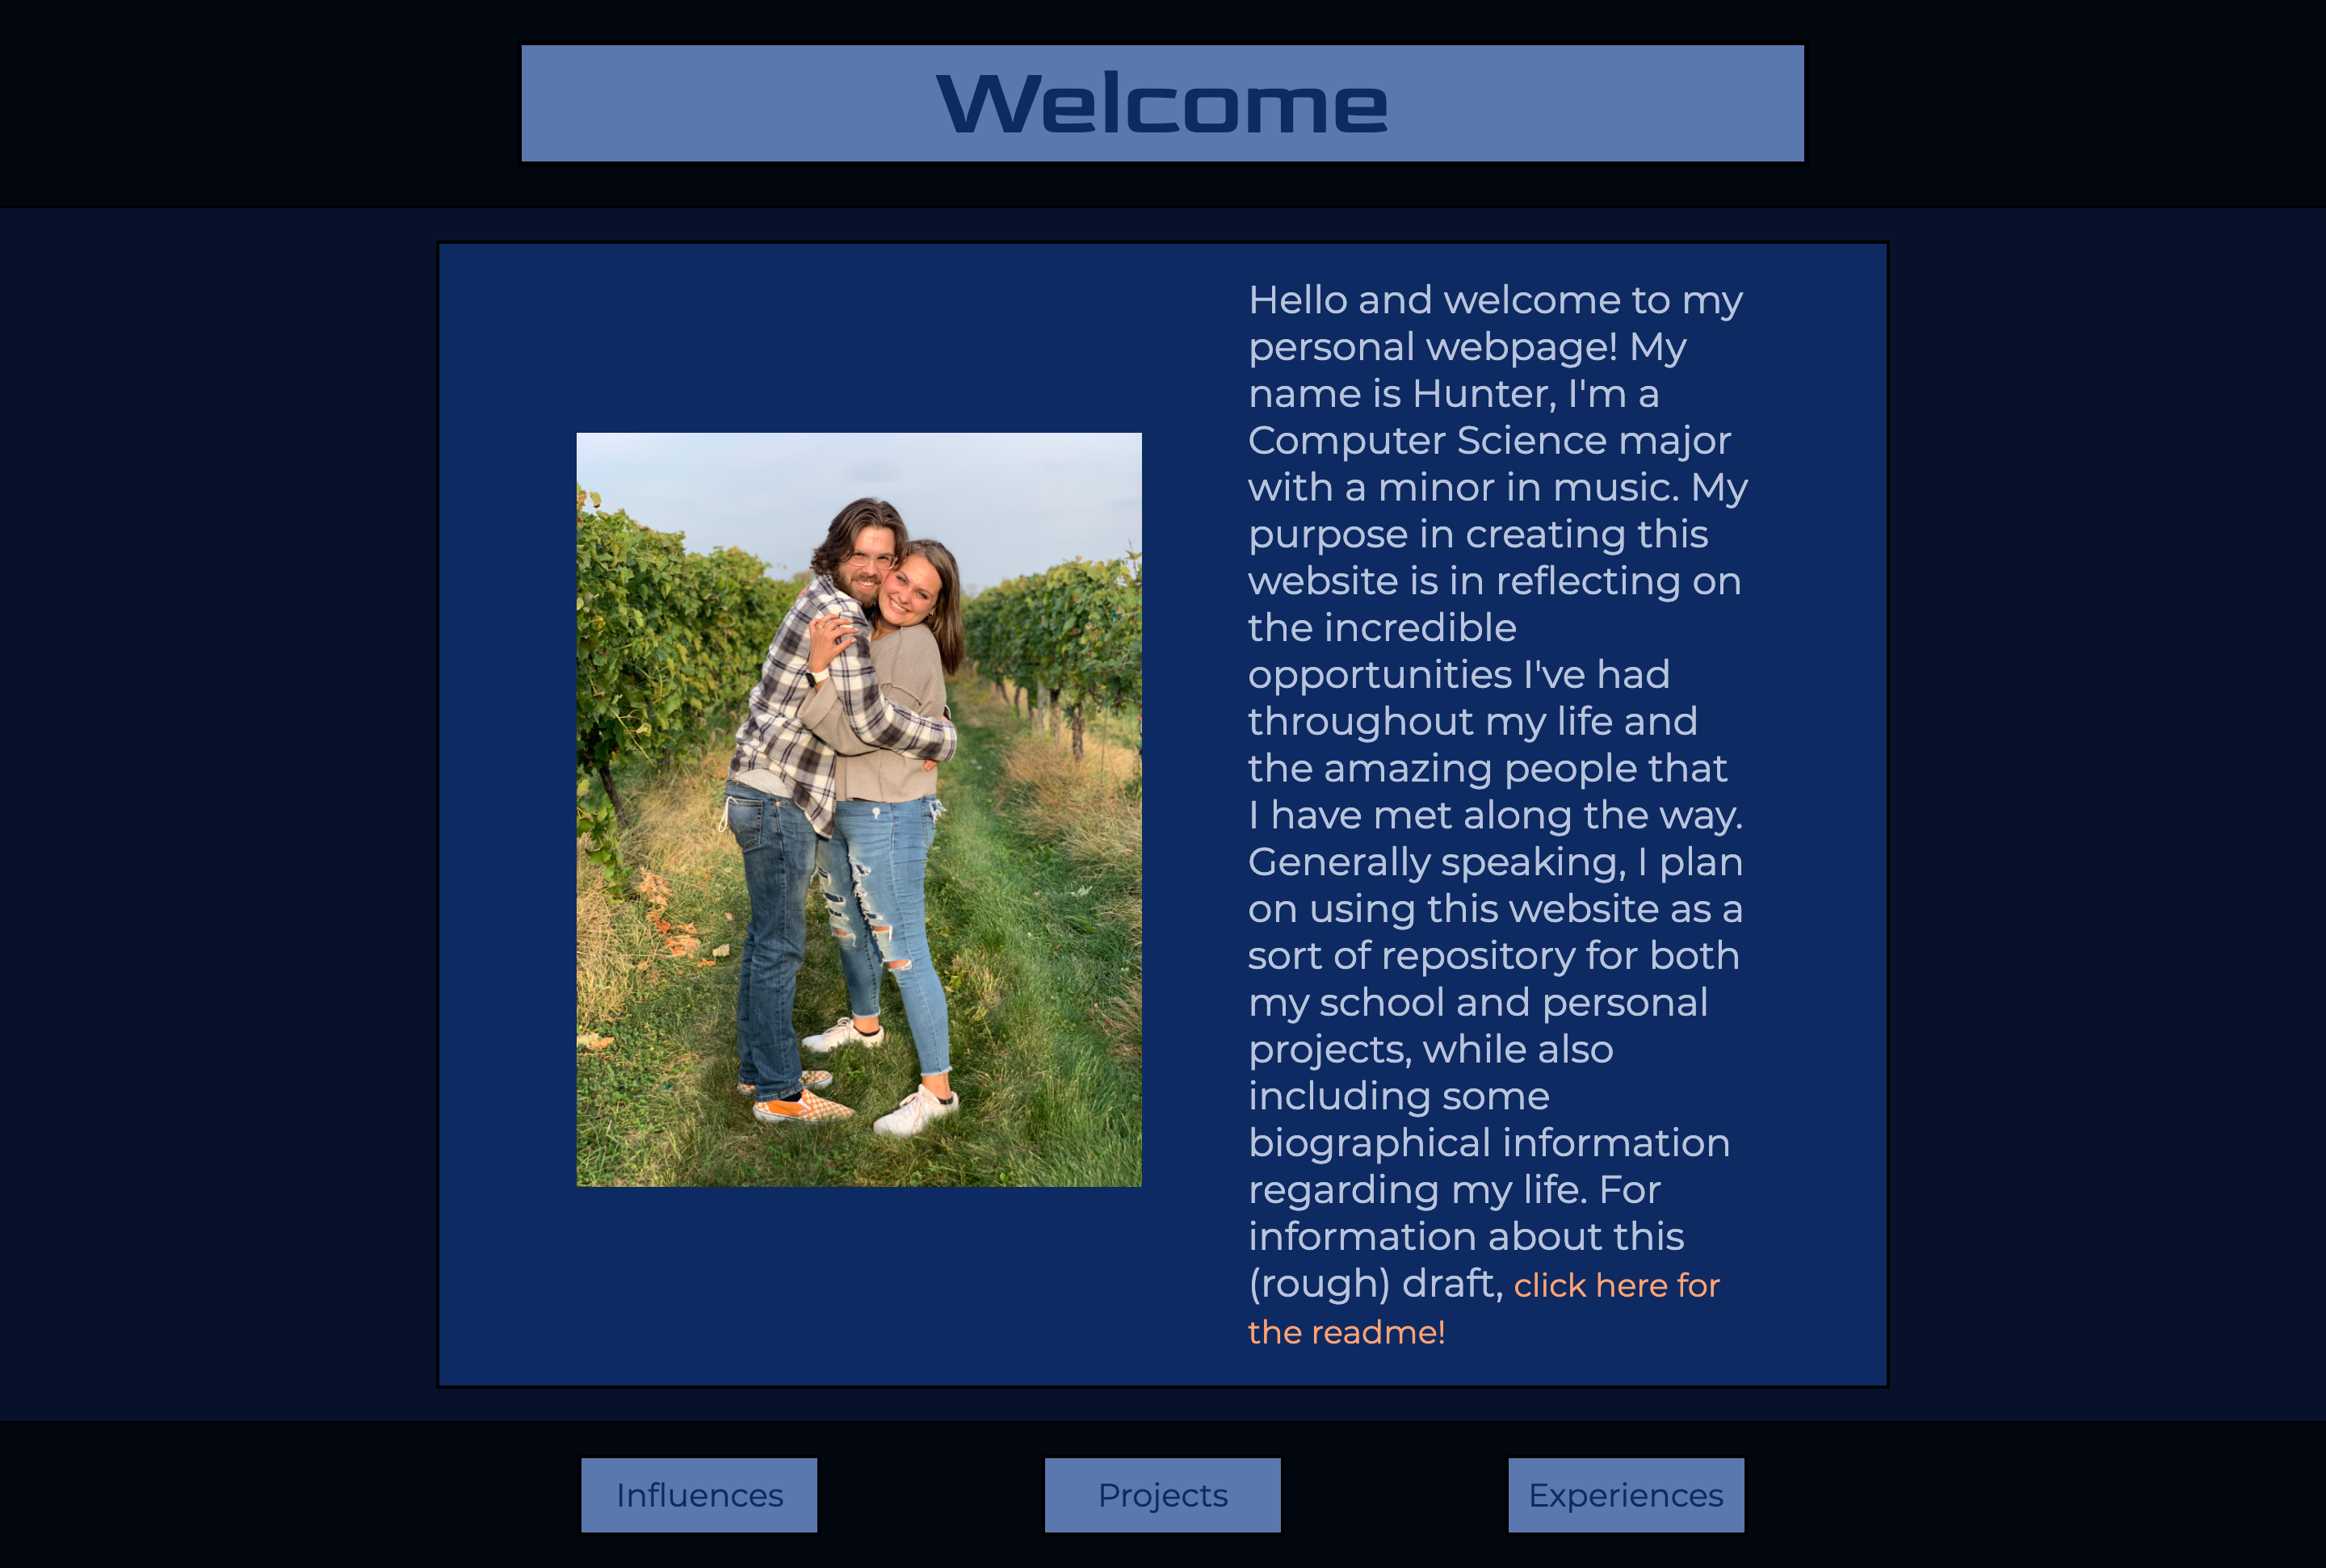 Welcome
Hello and welcome to my
personal webpage! My
name is Hunter, I'm a
Computer Science major
with a minor in music. My
purpose in creating this
website is in reflecting on
the incredible
opportunities I've had
throughout my life and
the amazing people that
I have met along the way.
Generally speaking, I plan
on using this website as a
sort of repository for both
my school and personal
projects, while also
including some
biographical information
regarding my life. For
information about this
(rough) draft, click here for
the readme!
Influences
Projects
Experiences